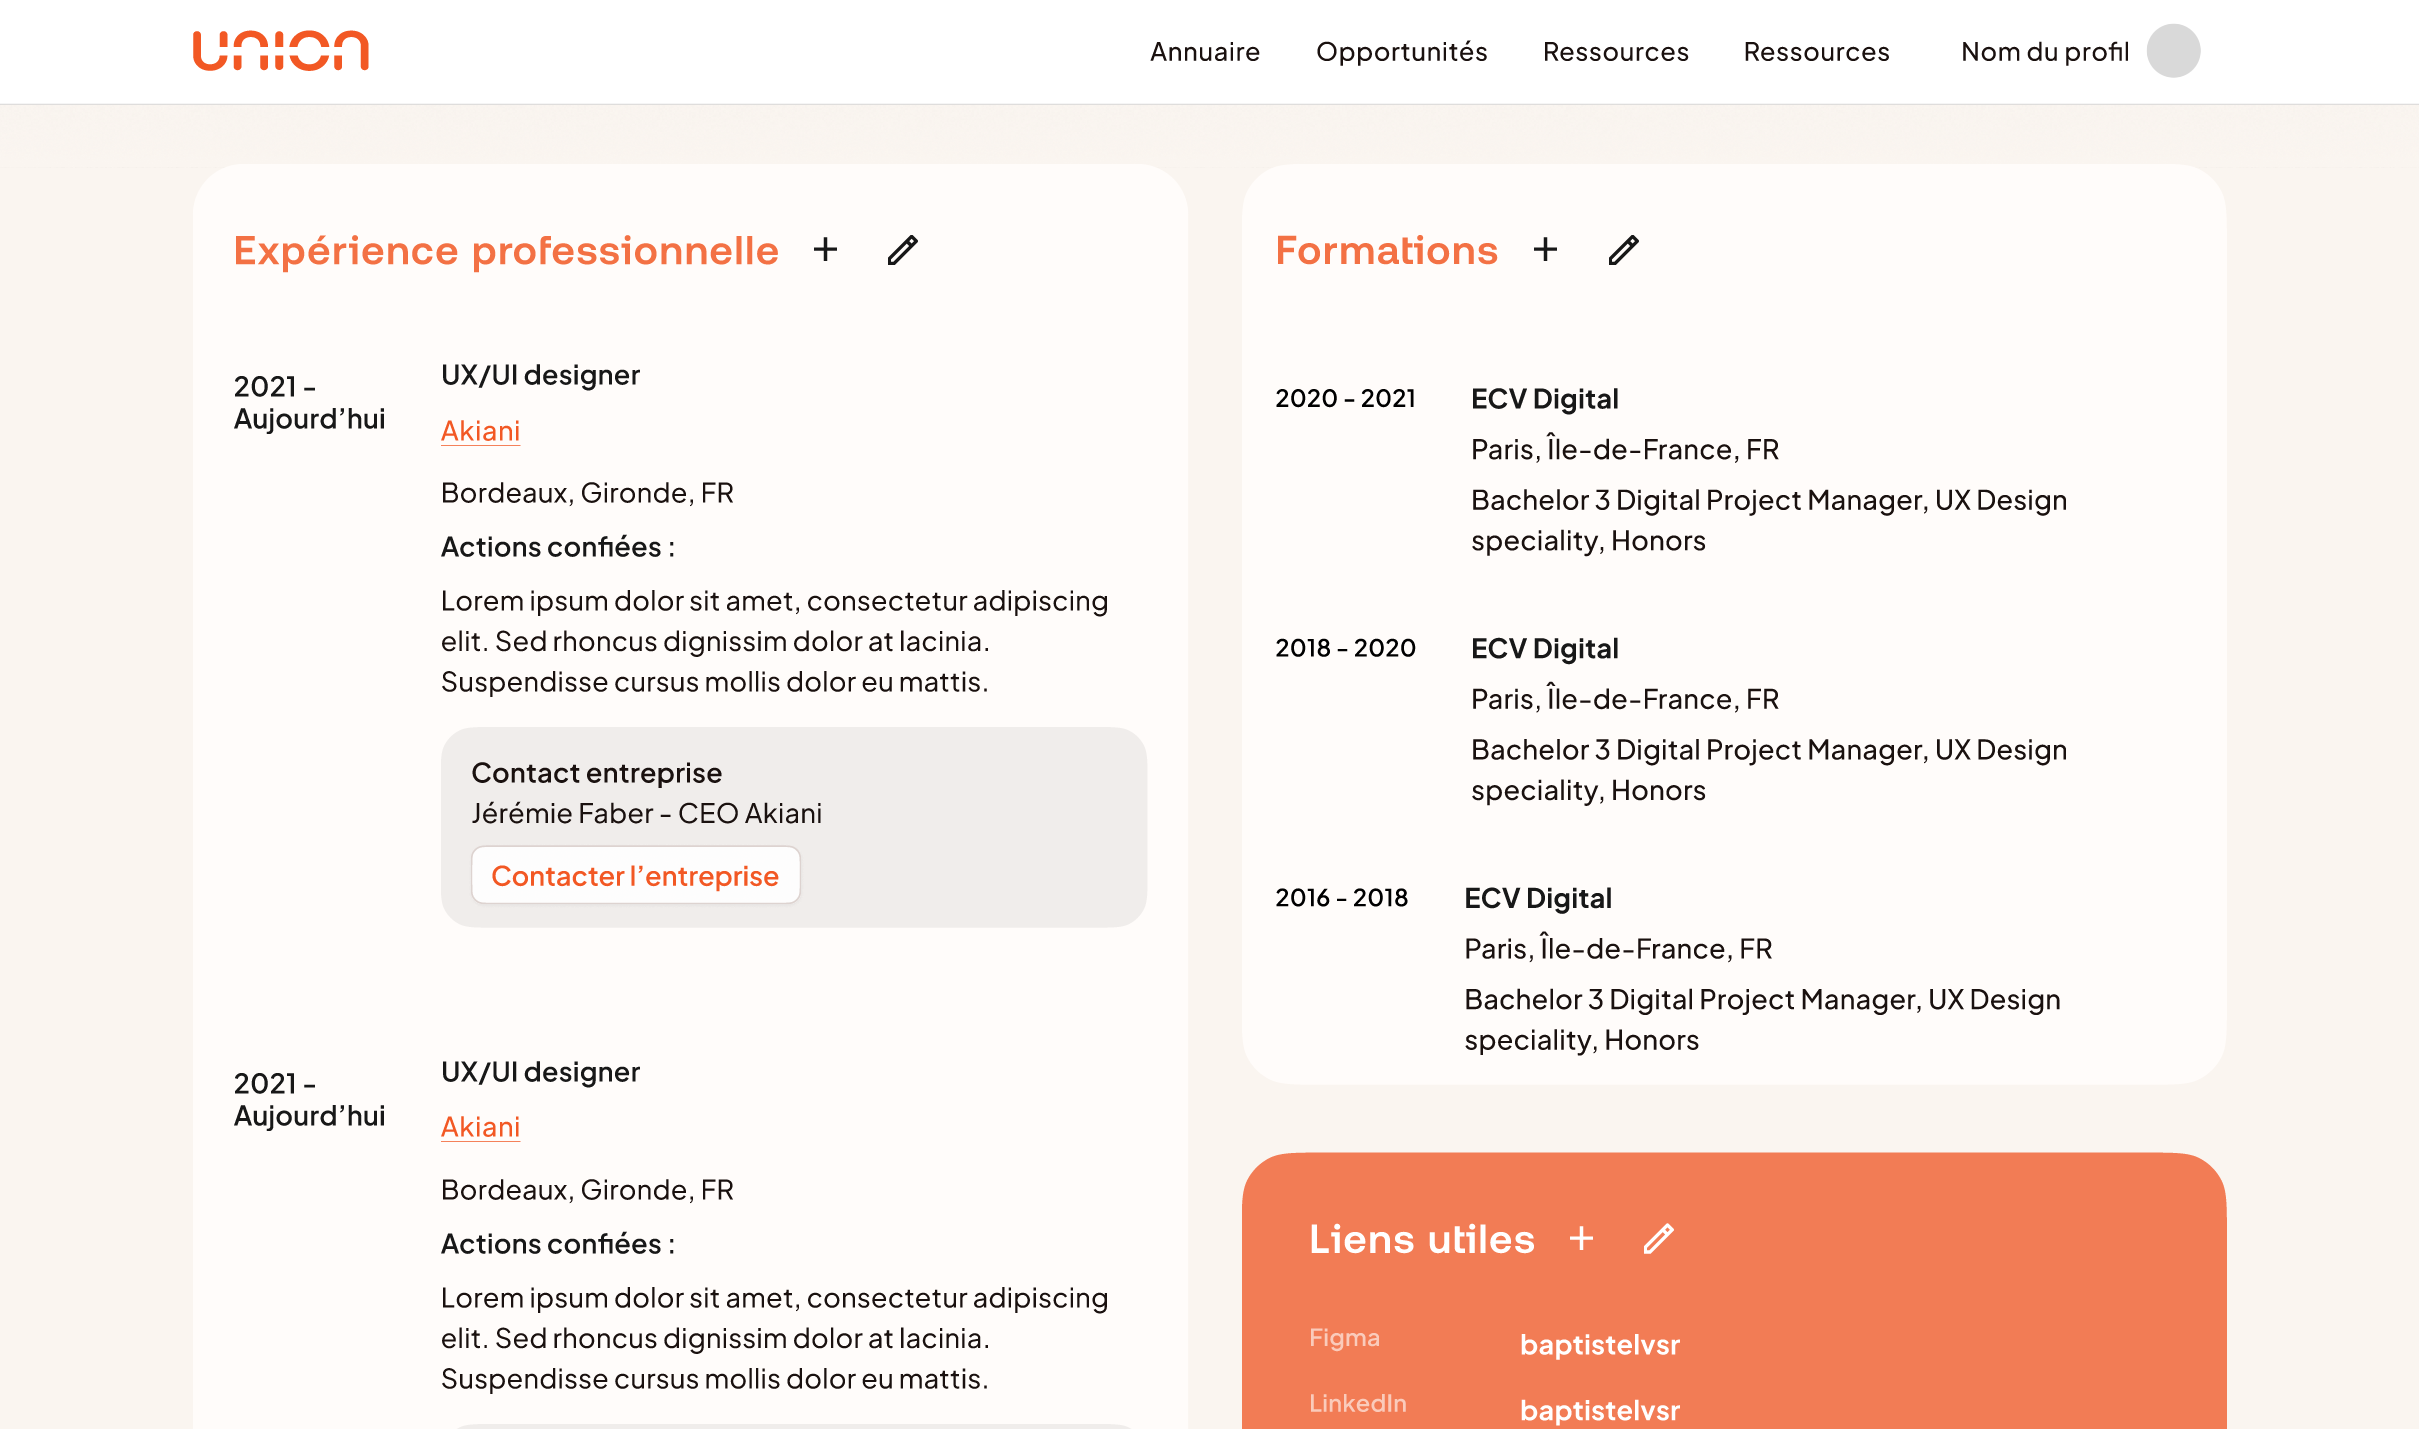 union
Annuaire
Opportunités
Ressources
Ressources
Nom du profil
Expérience professionnelle
2021 -
Aujourd’hui
UX/UI designer
Akiani
Bordeaux, Gironde, FR
Actions confiées :
Lorem ipsum dolor sit amet, consectetur adipiscing
elit. Sed rhoncus dignissim dolor at lacinia.
Suspendisse cursus mollis dolor eu mattis.
Contact entreprise
Jérémie Faber - CEO Akiani
Contacter l’entreprise
2021 -
Aujourd’hui
UX/UI designer
Akiani
Bordeaux, Gironde, FR
Actions confiées :
Lorem ipsum dolor sit amet, consectetur adipiscing
elit. Sed rhoncus dignissim dolor at lacinia.
Suspendisse cursus mollis dolor eu mattis.
Formations
2020 - 2021
ECV Digital
Paris, Île-de-France, FR
Bachelor 3 Digital Project Manager, UX Design
speciality, Honors
2018 - 2020
ECV Digital
Paris, Île-de-France, FR
Bachelor 3 Digital Project Manager, UX Design
speciality, Honors
2016 - 2018
ECV Digital
Paris, Île-de-France, FR
Bachelor 3 Digital Project Manager, UX Design
speciality, Honors
Liens utiles
Figma
baptistelvsr
LinkedIn
baptistelvsr